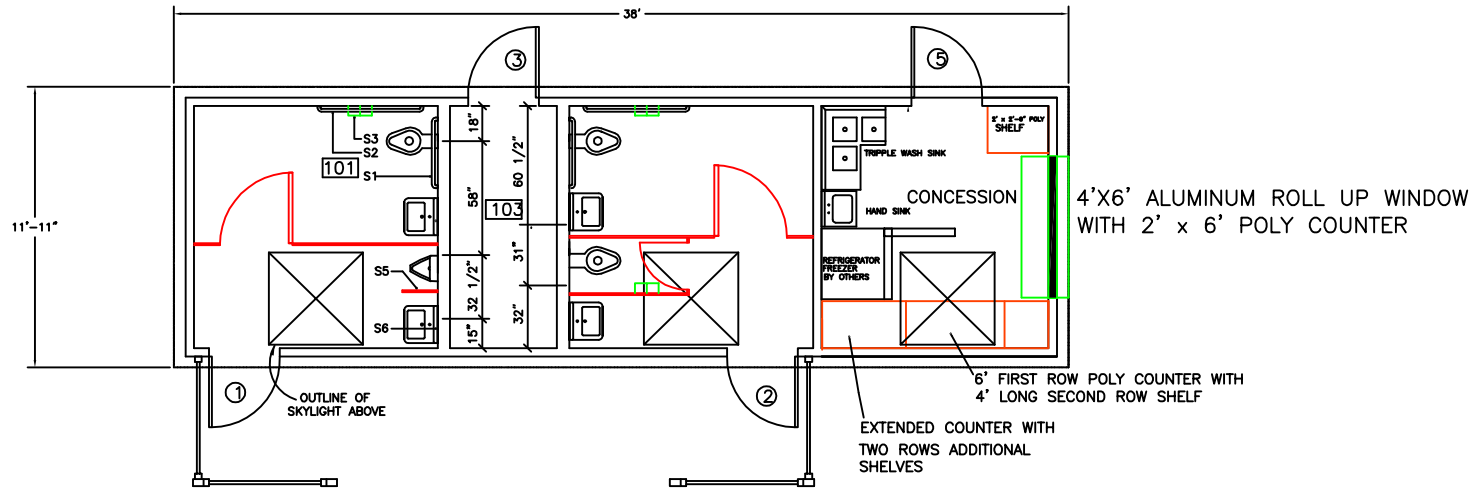 38'
3
5
18"
2' x 2'-8" POLY
SHELF
S3
S2
101
S1
TRIPPLE WASH SINK
60 1/2"
58"
103
CONCESSION
4'X6' ALUMINUM ROLL UP WINDOW
WITH 2' x 6' POLY COUNTER
HAND SINK
11'-11"
31"
REFRIGERATOR
FREEZER
BY OTHERS
S5
32 1/2"
32"
S6
15"
1
2
OUTLINE OF
SKYLIGHT ABOVE
6' FIRST ROW POLY COUNTER WITH
4' LONG SECOND ROW SHELF
EXTENDED COUNTER WITH
TWO ROWS ADDITIONAL
SHELVES